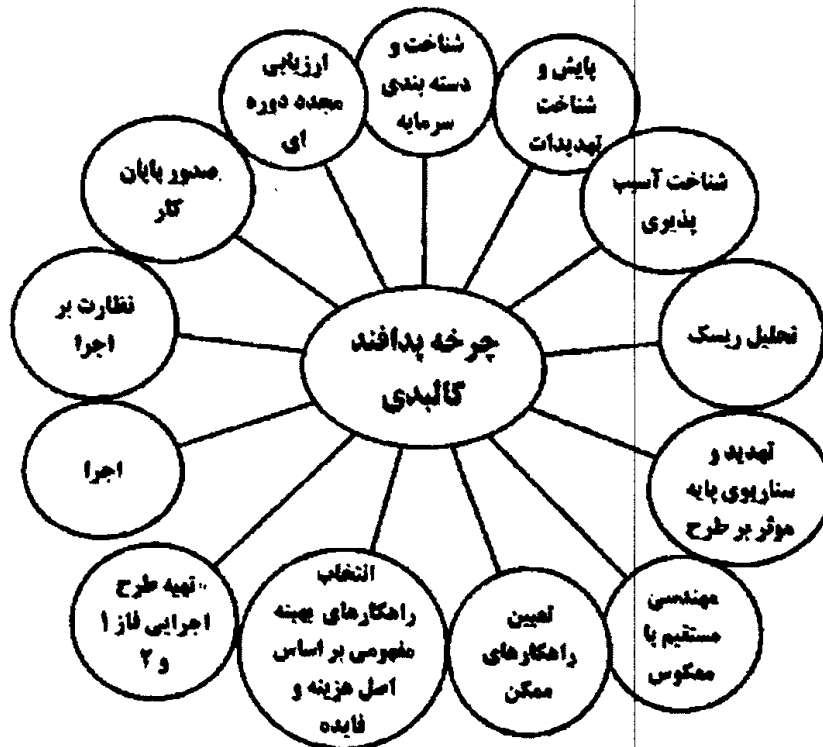 شناخت و
دسته بندی
سرمایه
پایش و
شناخت
تهدیدات
شناخت آسیب
پذیری
تحلیل ریسک
تهدید و
سناریوی پایه
موثر بر طرح
مهندسی
مستقیم یا
معکوس
تعیین
راهکارهای
ممکن
انتخاب
راهکارهای بهینه
مفهومی بر اساس
اصل هزینه و
فایده
تهیه طرح
اجرایی فاز ۱
و ۲
اجرا
نظارت بر
اجرا
صدور پایان
کار
ارزیابی
مجدد دوره
ای
چرخه پدافند
کالبدی